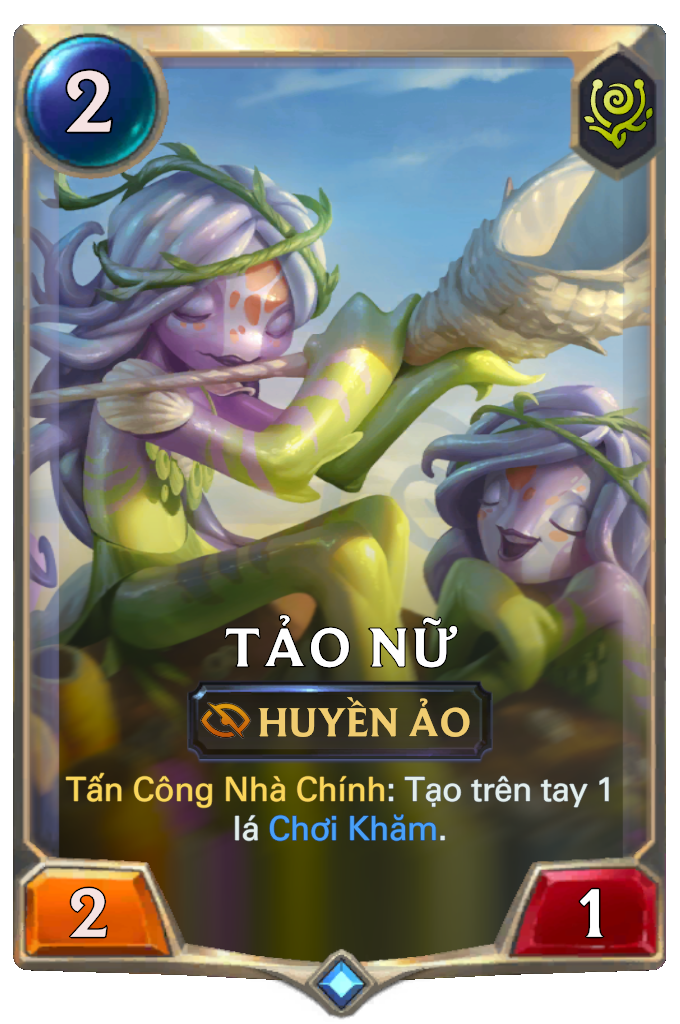 2
TẢO NỮ
HUYỀN ẢO
Tấn Công Nhà Chính: Tạo trên tay 1
lá Chơi Khăm.
2
1